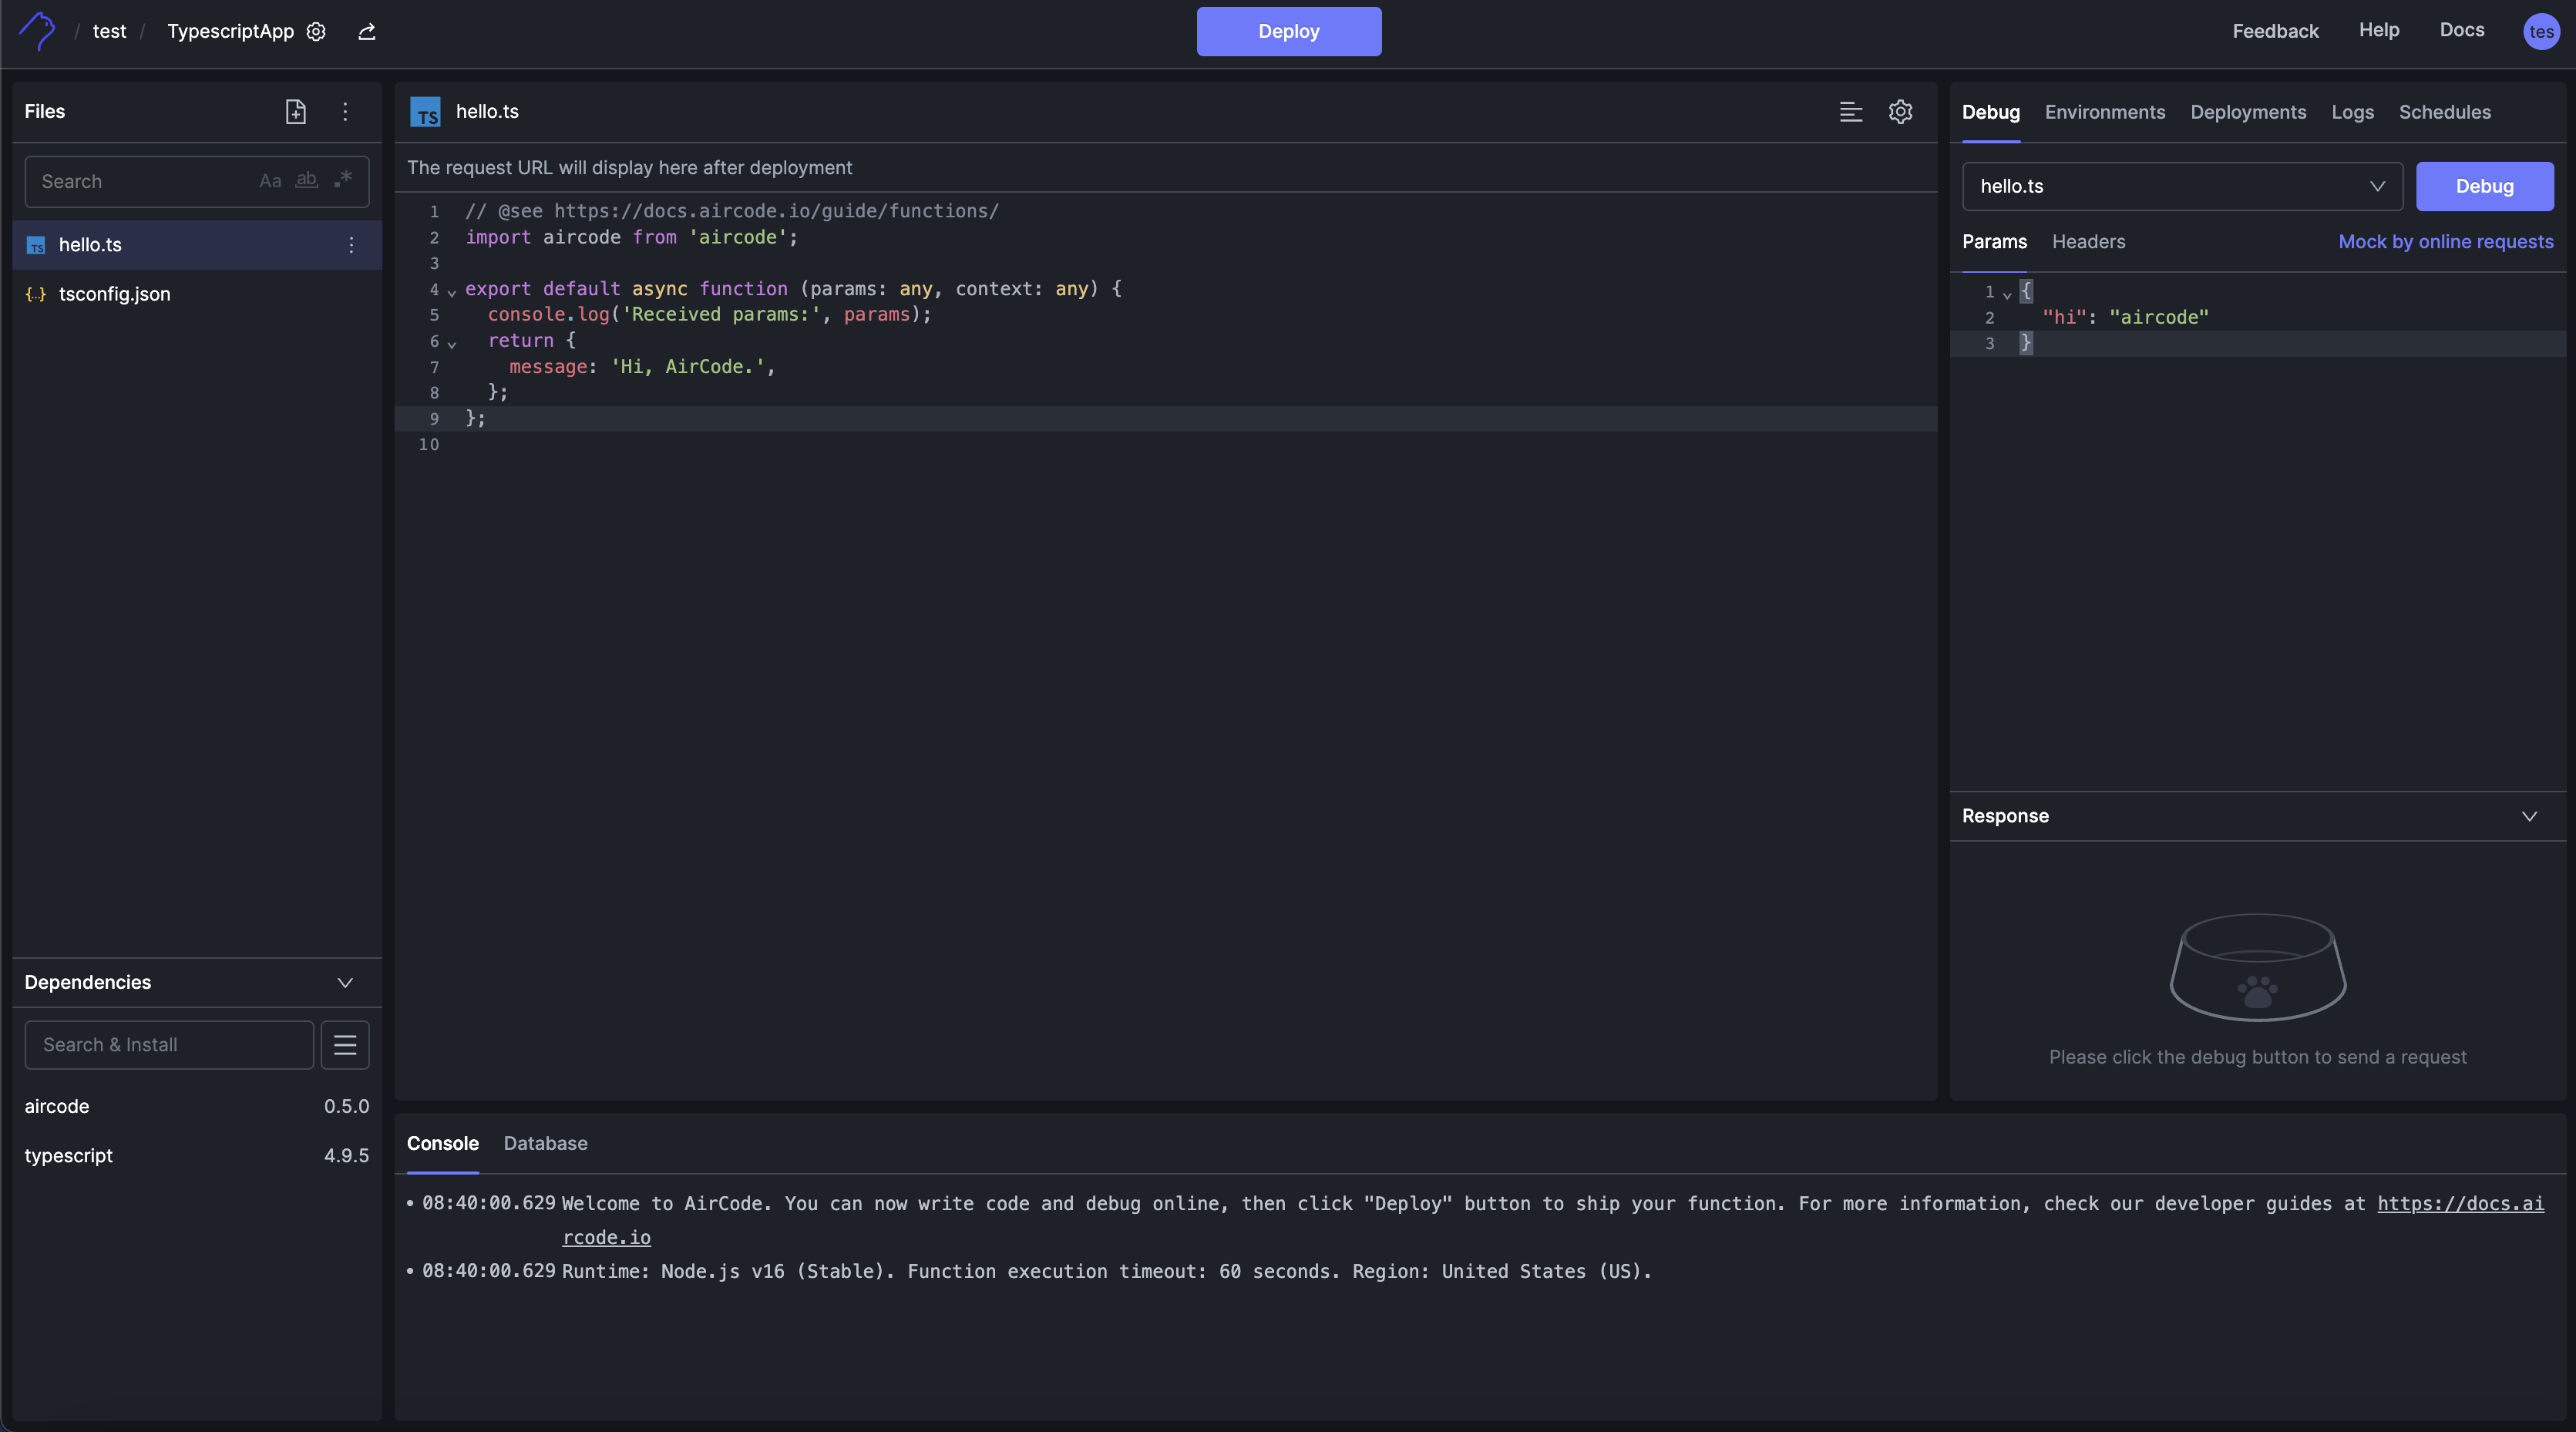 / test / TypescriptApp
Deploy
Feedback Help Docs tes
Files
Search Aa ab .*
TS hello.ts
{..} tsconfig.json
Dependencies
Search & Install
aircode 0.5.0
typescript 4.9.5
TS hello.ts
The request URL will display here after deployment
1 // @see https://docs.aircode.io/guide/functions/
2 import aircode from 'aircode';
3
4 export default async function (params: any, context: any) {
5 console.log('Received params:', params);
6 return {
7 message: 'Hi, AirCode.',
8 };
9 };
10
Debug Environments Deployments Logs Schedules
hello.ts Debug
Params Headers Mock by online requests
1 {
2 "hi": "aircode"
3 }
Response
Please click the debug button to send a request
Console Database
• 08:40:00.629 Welcome to AirCode. You can now write code and debug online, then click "Deploy" button to ship your function. For more information, check our developer guides at https://docs.ai
rcode.io
• 08:40:00.629 Runtime: Node.js v16 (Stable). Function execution timeout: 60 seconds. Region: United States (US).